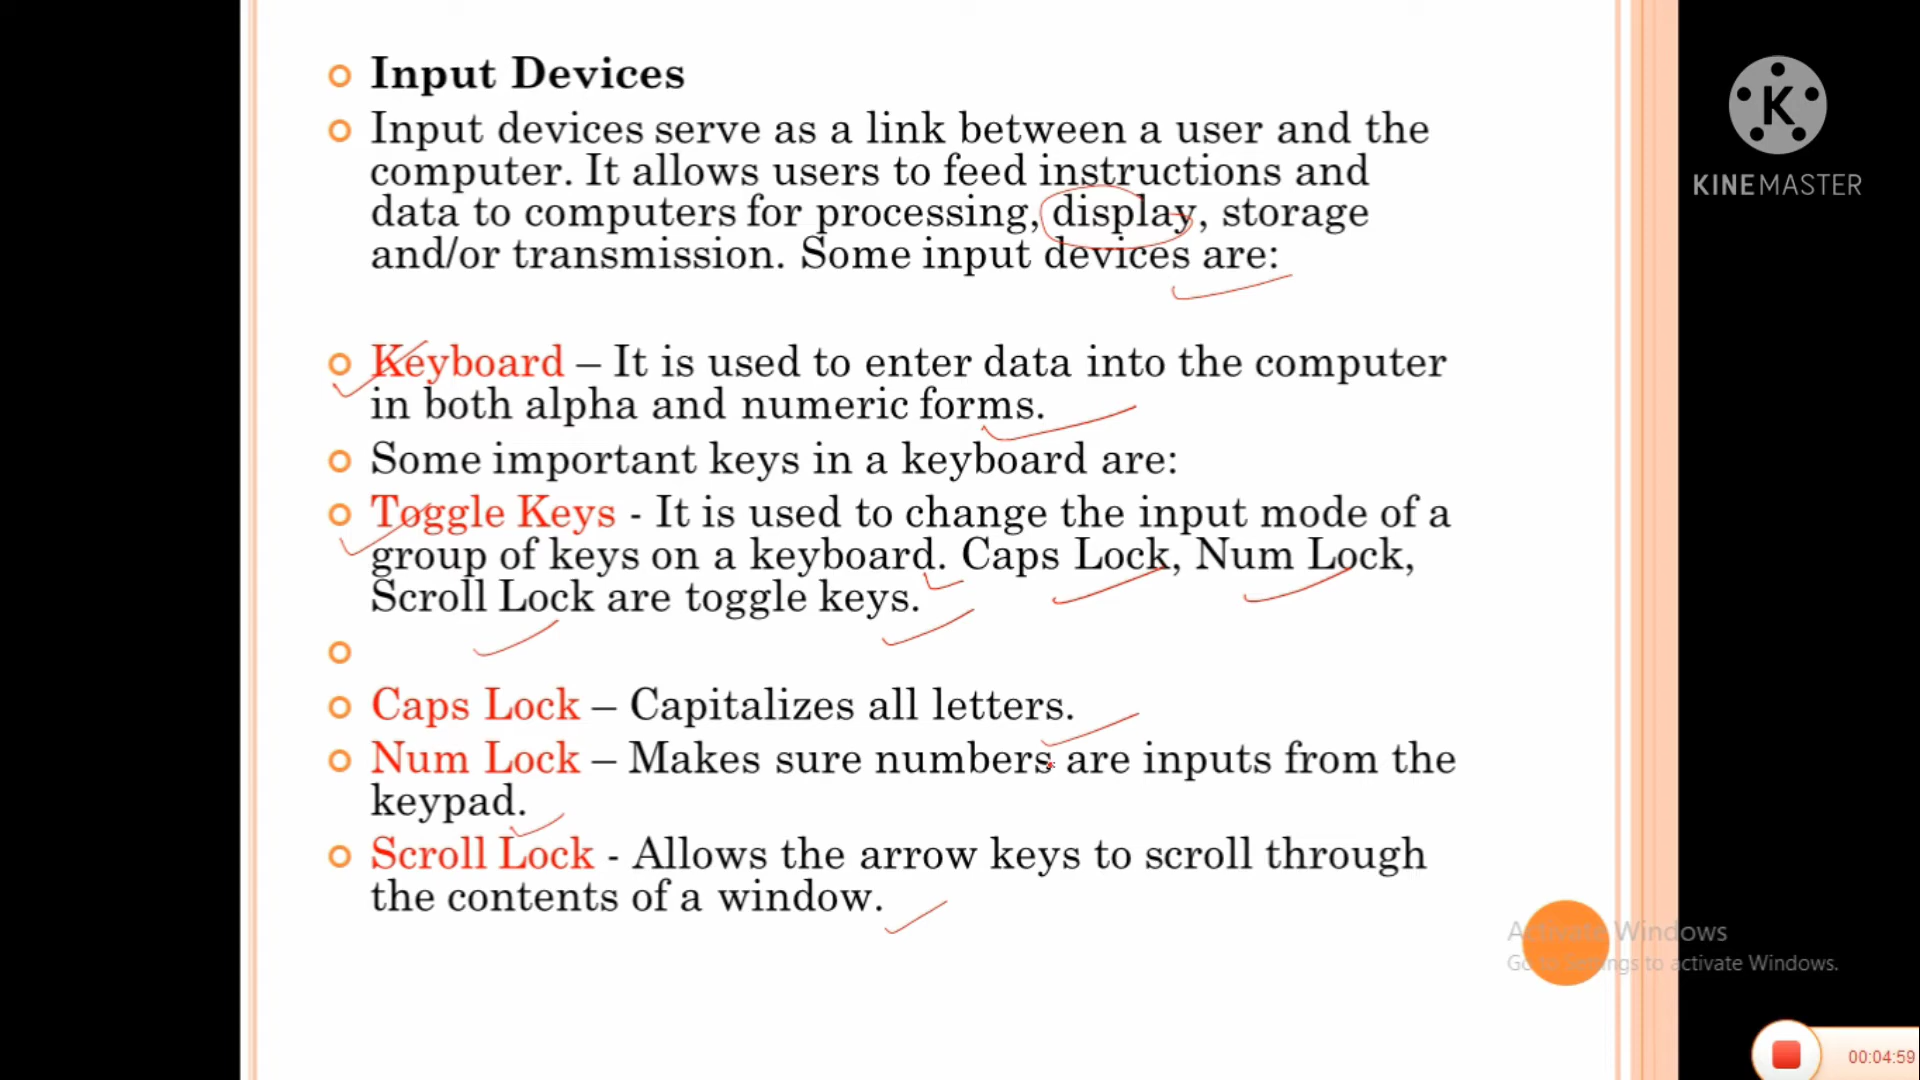 Input Devices
Input devices serve as a link between a user and the
computer. It allows users to feed instructions and
data to computers for processing, display, storage
and/or transmission. Some input devices are:
Keyboard – It is used to enter data into the computer
in both alpha and numeric forms.
Some important keys in a keyboard are:
Toggle Keys - It is used to change the input mode of a
group of keys on a keyboard. Caps Lock, Num Lock,
Scroll Lock are toggle keys.
Caps Lock – Capitalizes all letters.
Num Lock – Makes sure numbers are inputs from the
keypad.
Scroll Lock - Allows the arrow keys to scroll through
the contents of a window.
K
KINEMASTER
Activate Windows
Go to Settings to activate Windows.
00:04:59